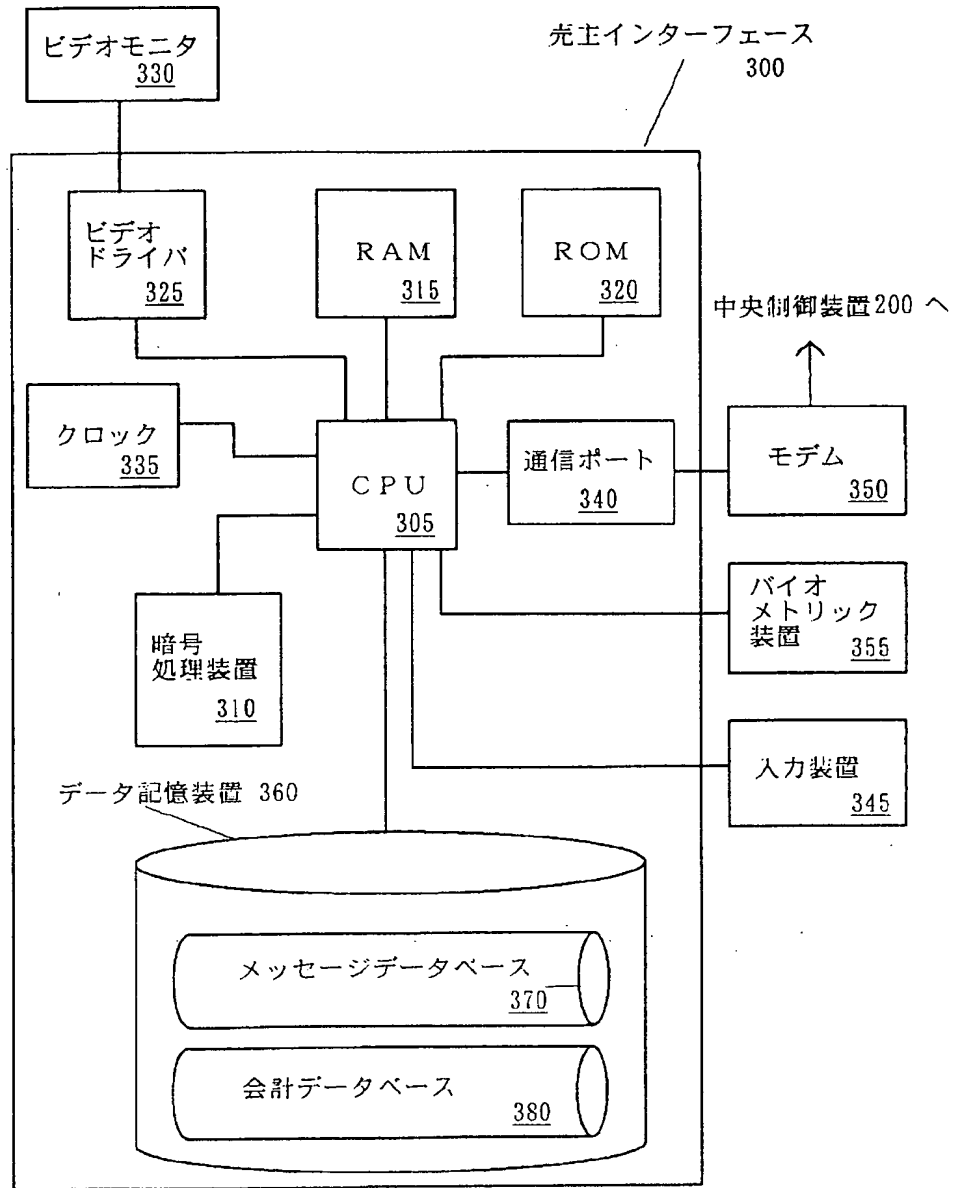 ビデオモニタ
330
売主インターフェース
300
ビデオ
ドライバ
325
RAM
315
ROM
320
中央制御装置200 へ
クロック
335
CPU
305
通信ポート
340
モデム
350
暗号
処理装置
310
バイオ
メトリック
装置
355
入力装置
345
データ記憶装置 360
メッセージデータベース
370
会計データベース
380